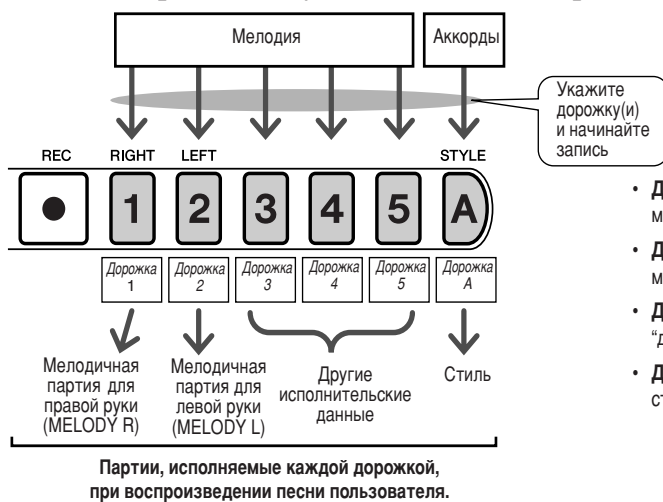 Мелодия
Аккорды
Укажите
дорожку(и)
и начинайте
запись
REC
RIGHT
LEFT
STYLE
1
2
3
4
5
A
Дорожка
1
Дорожка
2
Дорожка
3
Дорожка
4
Дорожка
5
Дорожка
A
Мелодичная
партия для
правой руки
(MELODY R)
Мелодичная
партия для
левой руки
(MELODY L)
Другие
исполнительские
данные
Стиль
Партии, исполняемые каждой дорожкой,
при воспроизведении песни пользователя.